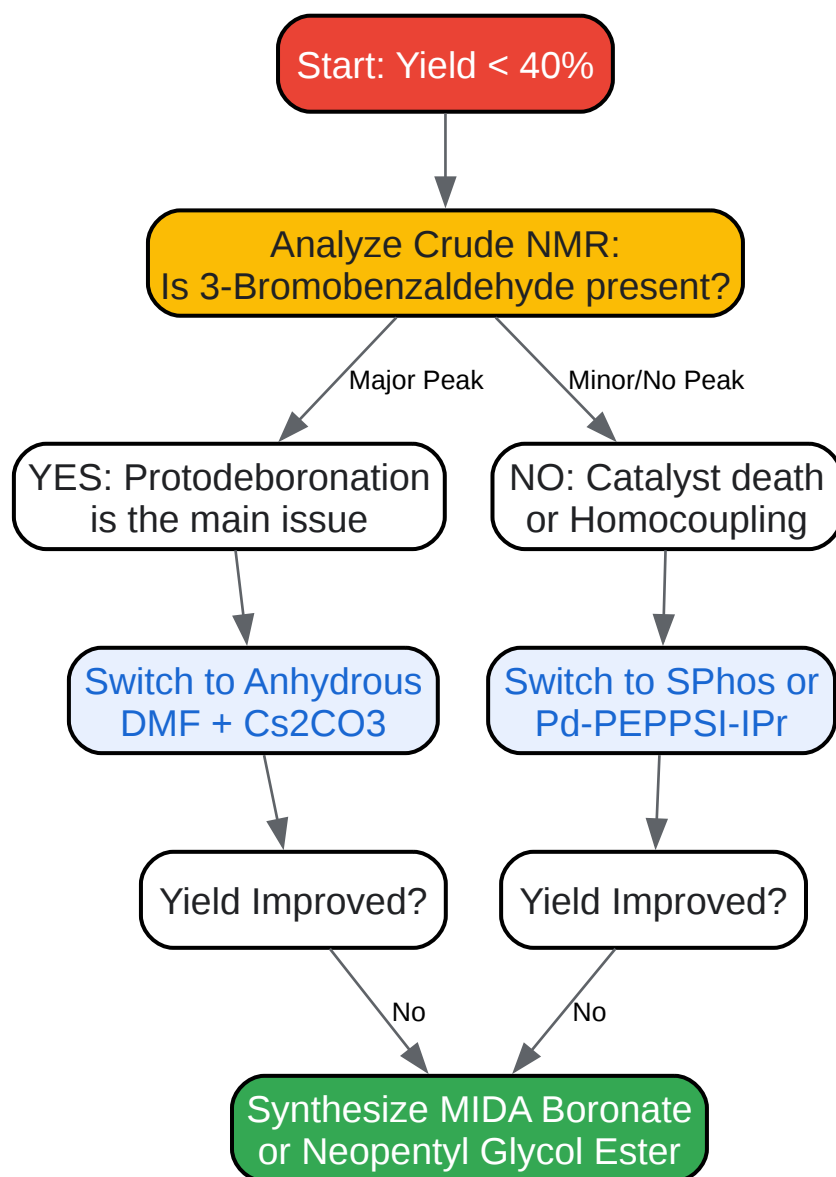 Start: Yield < 40%
Analyze Crude NMR:
Is 3-Bromobenzaldehyde present?
Major Peak
Minor/No Peak
YES: Protodeboronation
is the main issue
NO: Catalyst death
or Homocoupling
Switch to Anhydrous
DMF + Cs2CO3
Switch to SPhos or
Pd-PEPPSI-IPr
Yield Improved?
Yield Improved?
No
No
Synthesize MIDA Boronate
or Neopentyl Glycol Ester